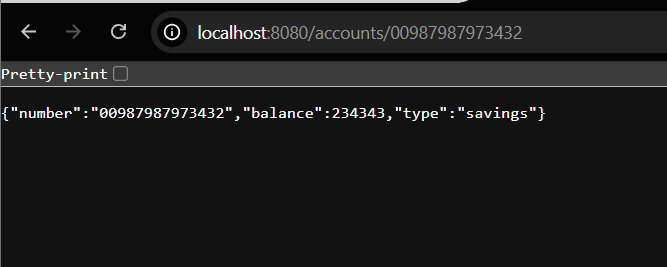 localhost:8080/accounts/00987987973432
Pretty-print
{"number":"00987987973432","balance":234343,"type":"savings"}